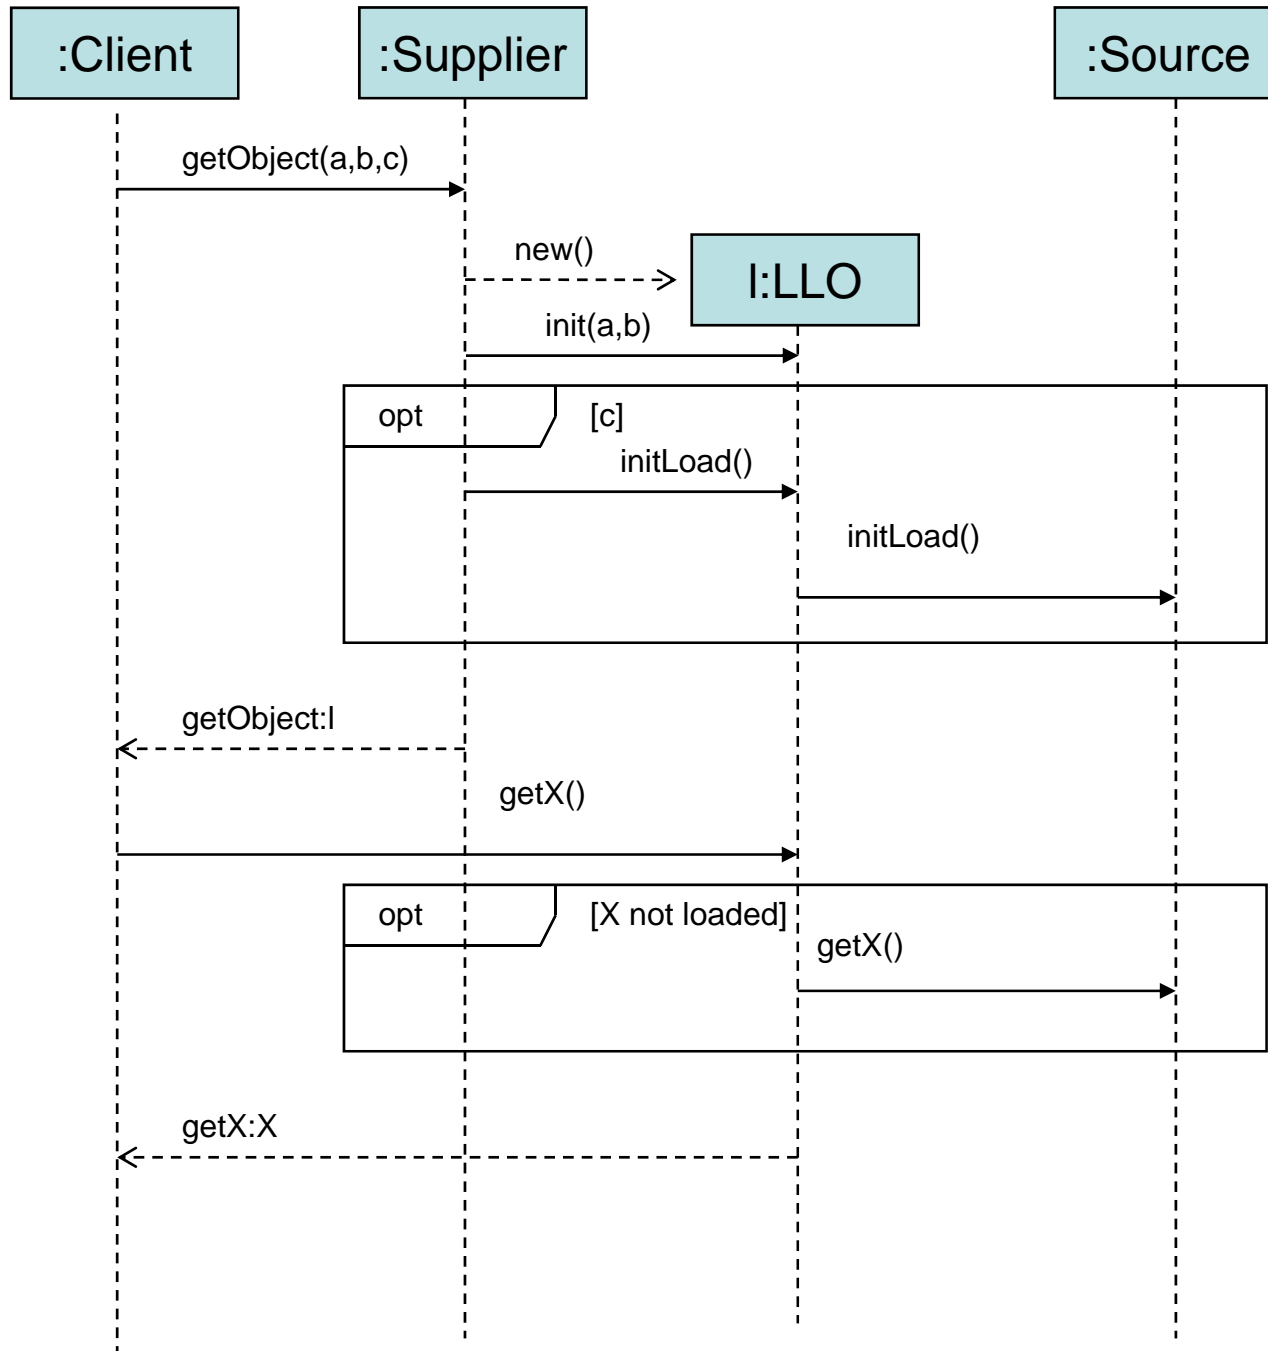 :Client
:Supplier
:Source
getObject(a,b,c)
new()
l:LLO
init(a,b)
opt
[c]
initLoad()
initLoad()
getObject:l
getX()
opt
[X not loaded]
getX()
getX:X